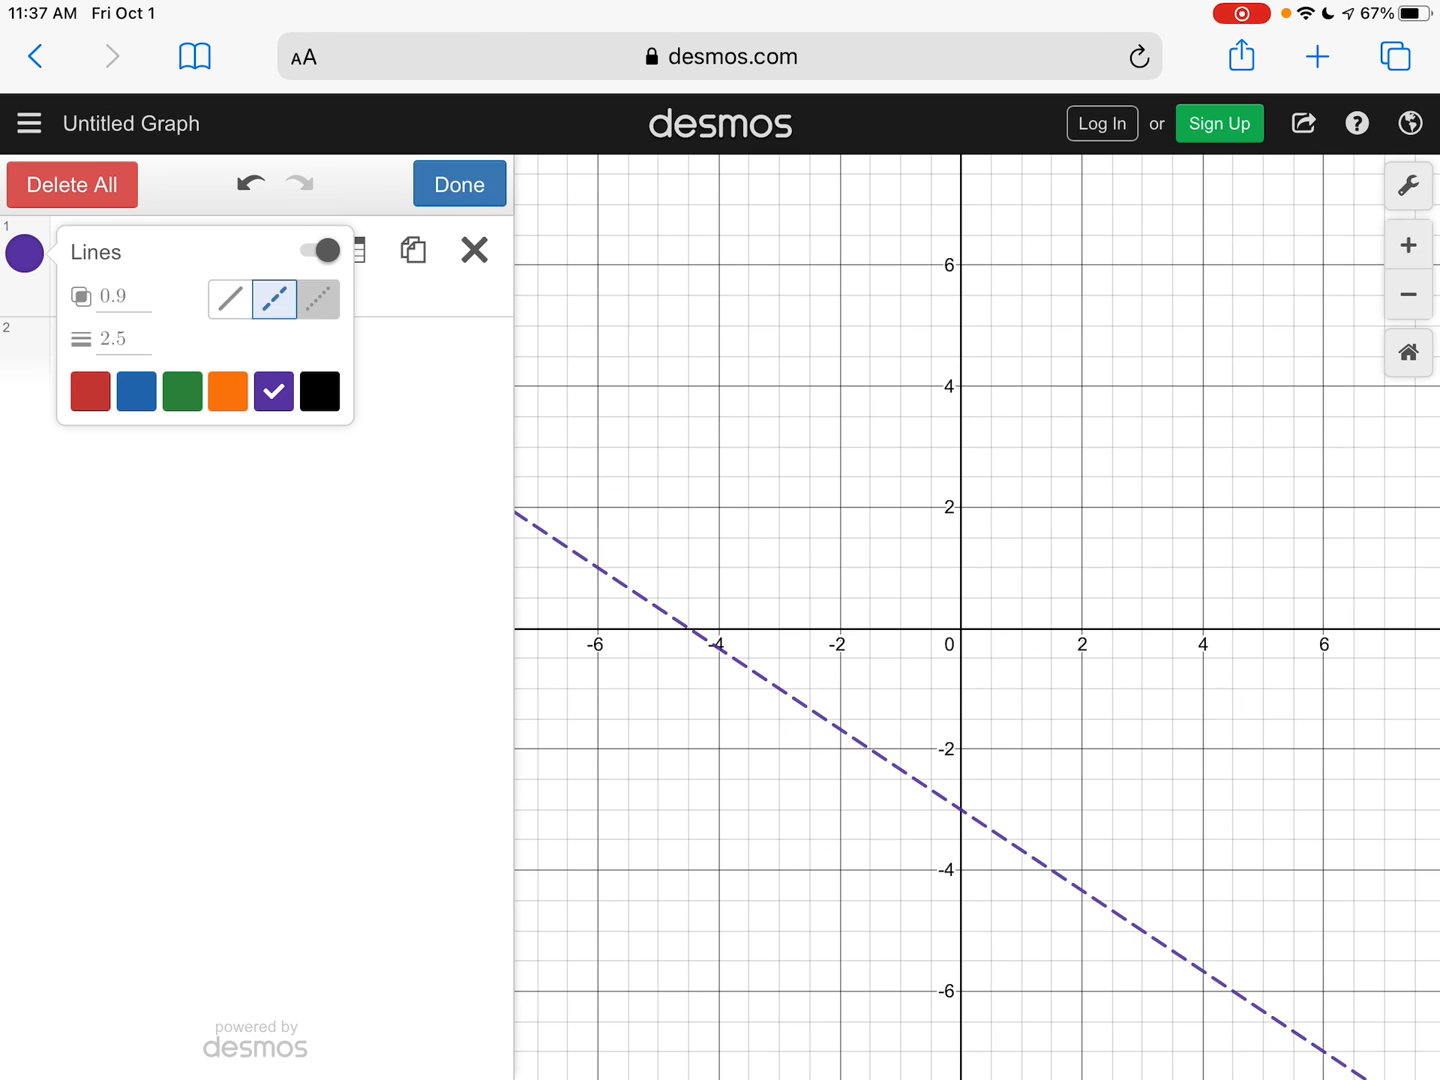 11:37 AM Fri Oct 1
67%
AA desmos.com
Untitled Graph
desmos
Log In or Sign Up
Delete All
Done
1
Lines
0.9
2
2.5
6
4
2
-6 -4 -2 0 2 4 6
-2
-4
-6
powered by
desmos